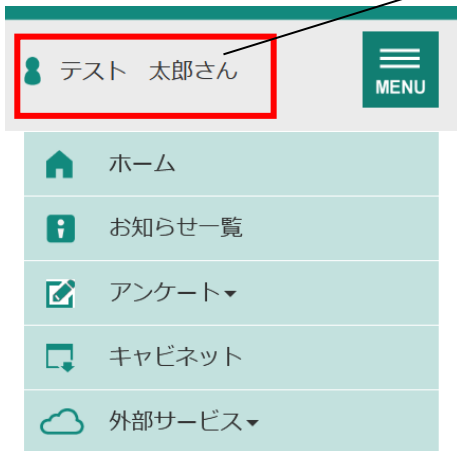 テスト　太郎さん
MENU
ホーム
お知らせ一覧
アンケート▾
キャビネット
外部サービス▾